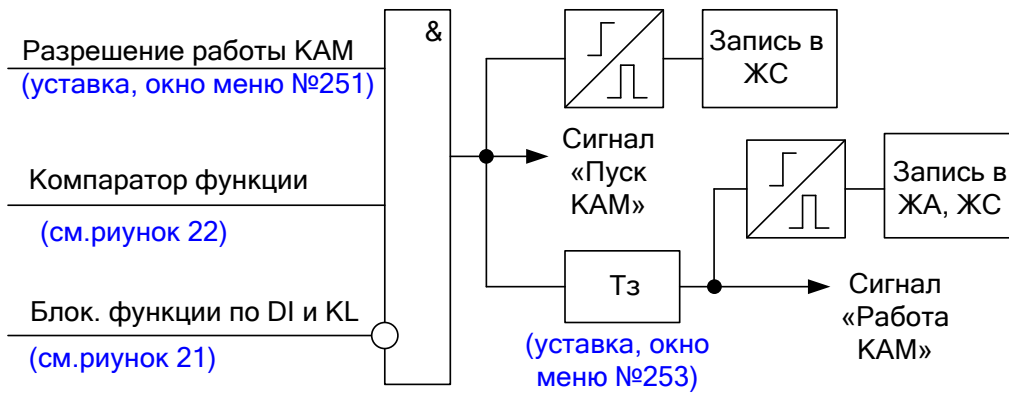 Разрешение работы КАМ
(уставка, окно меню №251)
Компаратор функции
(см.риунок 22)
Блок. функции по DI и KL
(см.риунок 21)
&
Запись в
ЖС
Сигнал
«Пуск
КАМ»
Тз
(уставка, окно
меню №253)
Запись в
ЖА, ЖС
Сигнал
«Работа
КАМ»